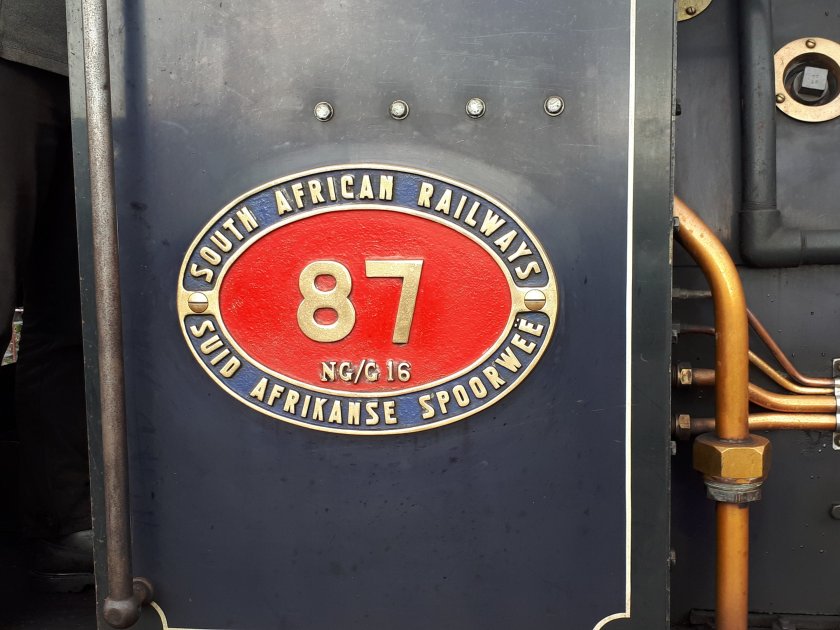 SOUTH AFRICAN RAILWAYS
87
NG/G 16
SUID AFRIKANSE SPOORWEË